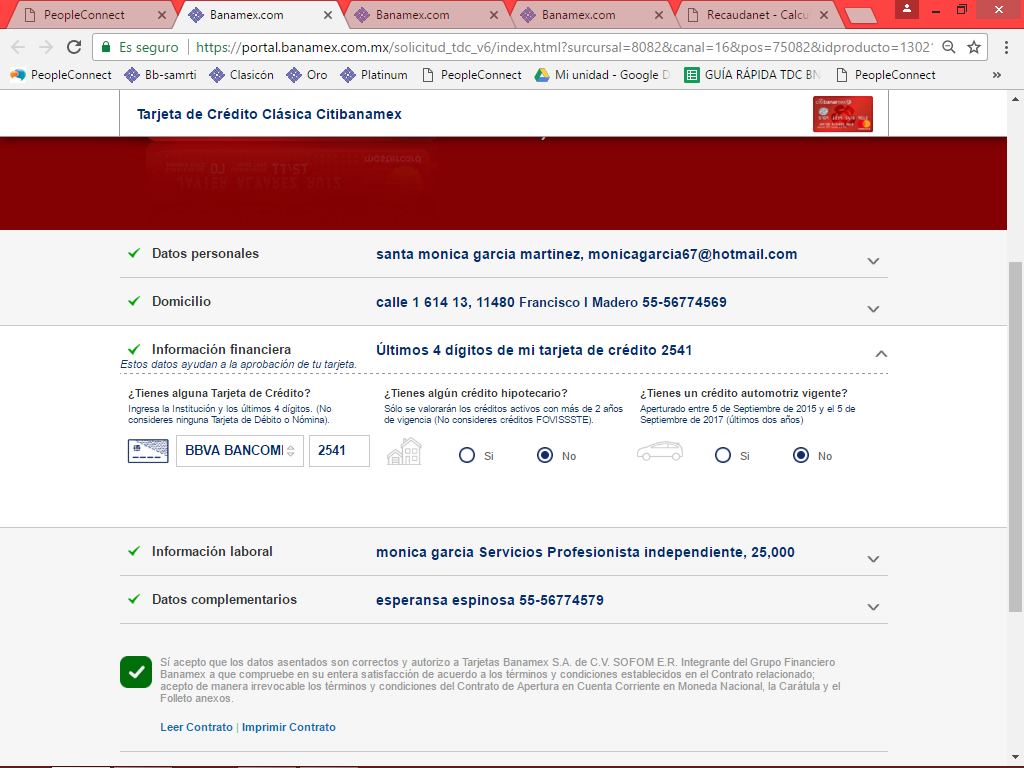 PeopleConnect
Banamex.com
Banamex.com
Banamex.com
Recaudanet - Calcu
Es seguro
https://portal.banamex.com.mx/solicitud_tdc_v6/index.html?surcursal=8082&canal=16&pos=75082&idproducto=1302
PeopleConnect
Bb-samrti
Clasicón
Oro
Platinum
PeopleConnect
Mi unidad - Google D
GUÍA RÁPIDA TDC BN
PeopleConnect
»
Tarjeta de Crédito Clásica Citibanamex
Datos personales
santa monica garcia martinez, monicagarcia67@hotmail.com
Domicilio
calle 1 614 13, 11480 Francisco I Madero 55-56774569
Información financiera
Últimos 4 dígitos de mi tarjeta de crédito 2541
Estos datos ayudan a la aprobación de tu tarjeta.
¿Tienes alguna Tarjeta de Crédito?
Ingresa la Institución y los últimos 4 dígitos. (No
consideres ninguna Tarjeta de Débito o Nómina).
BBVA BANCOM
2541
¿Tienes algún crédito hipotecario?
Sólo se valorarán los créditos activos con más de 2 años
de vigencia (No consideres créditos FOVISSSTE).
Si
No
¿Tienes un crédito automotriz vigente?
Aperturado entre 5 de Septiembre de 2015 y el 5 de
Septiembre de 2017 (últimos dos años)
Si
No
Información laboral
monica garcia Servicios Profesionista independiente, 25,000
Datos complementarios
esperansa espinosa 55-56774579
Sí acepto que los datos asentados son correctos y autorizo a Tarjetas Banamex S.A. de C.V. SOFOM E.R. Integrante del Grupo Financiero
Banamex a que compruebe en su entera satisfacción de acuerdo a los términos y condiciones establecidos en el Contrato relacionado;
acepto de manera irrevocable los términos y condiciones del Contrato de Apertura en Cuenta Corriente en Moneda Nacional, la Carátula y el
Folleto anexos.
Leer Contrato | Imprimir Contrato